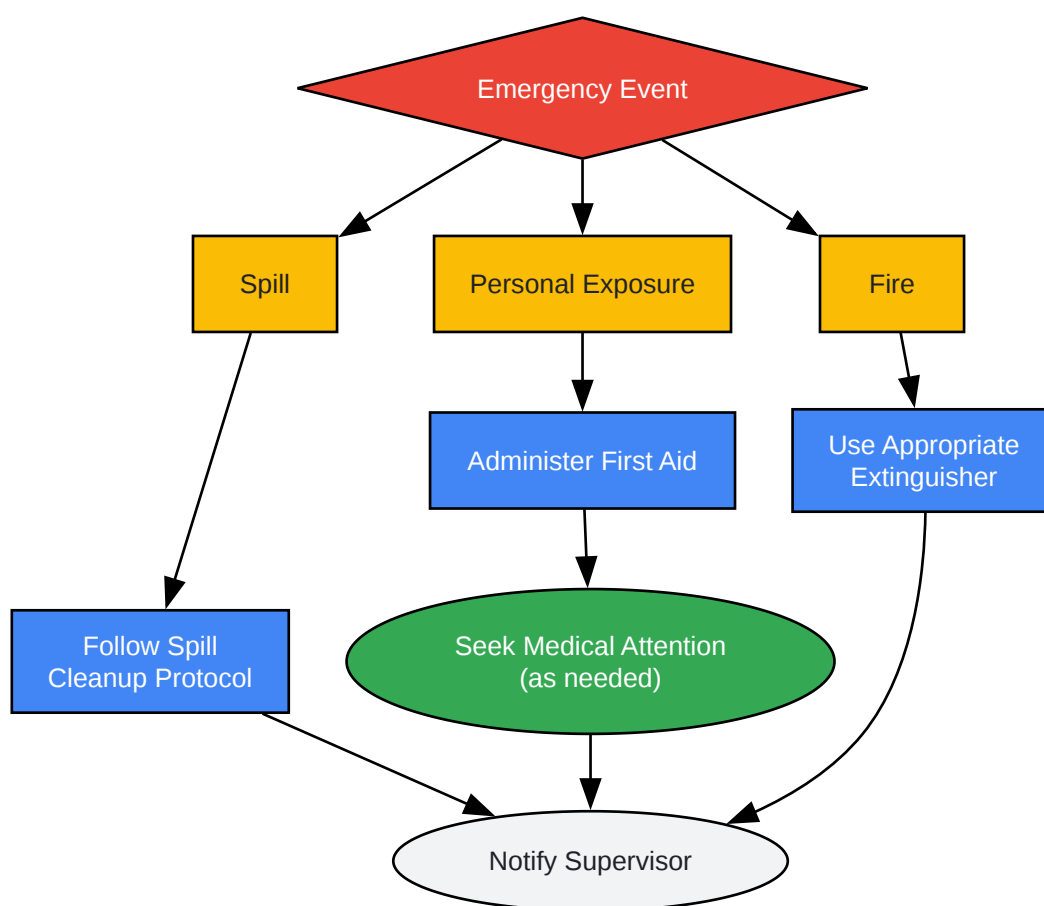 Emergency Event
Spill
Personal Exposure
Fire
Administer First Aid
Use Appropriate
Extinguisher
Follow Spill
Cleanup Protocol
Seek Medical Attention
(as needed)
Notify Supervisor